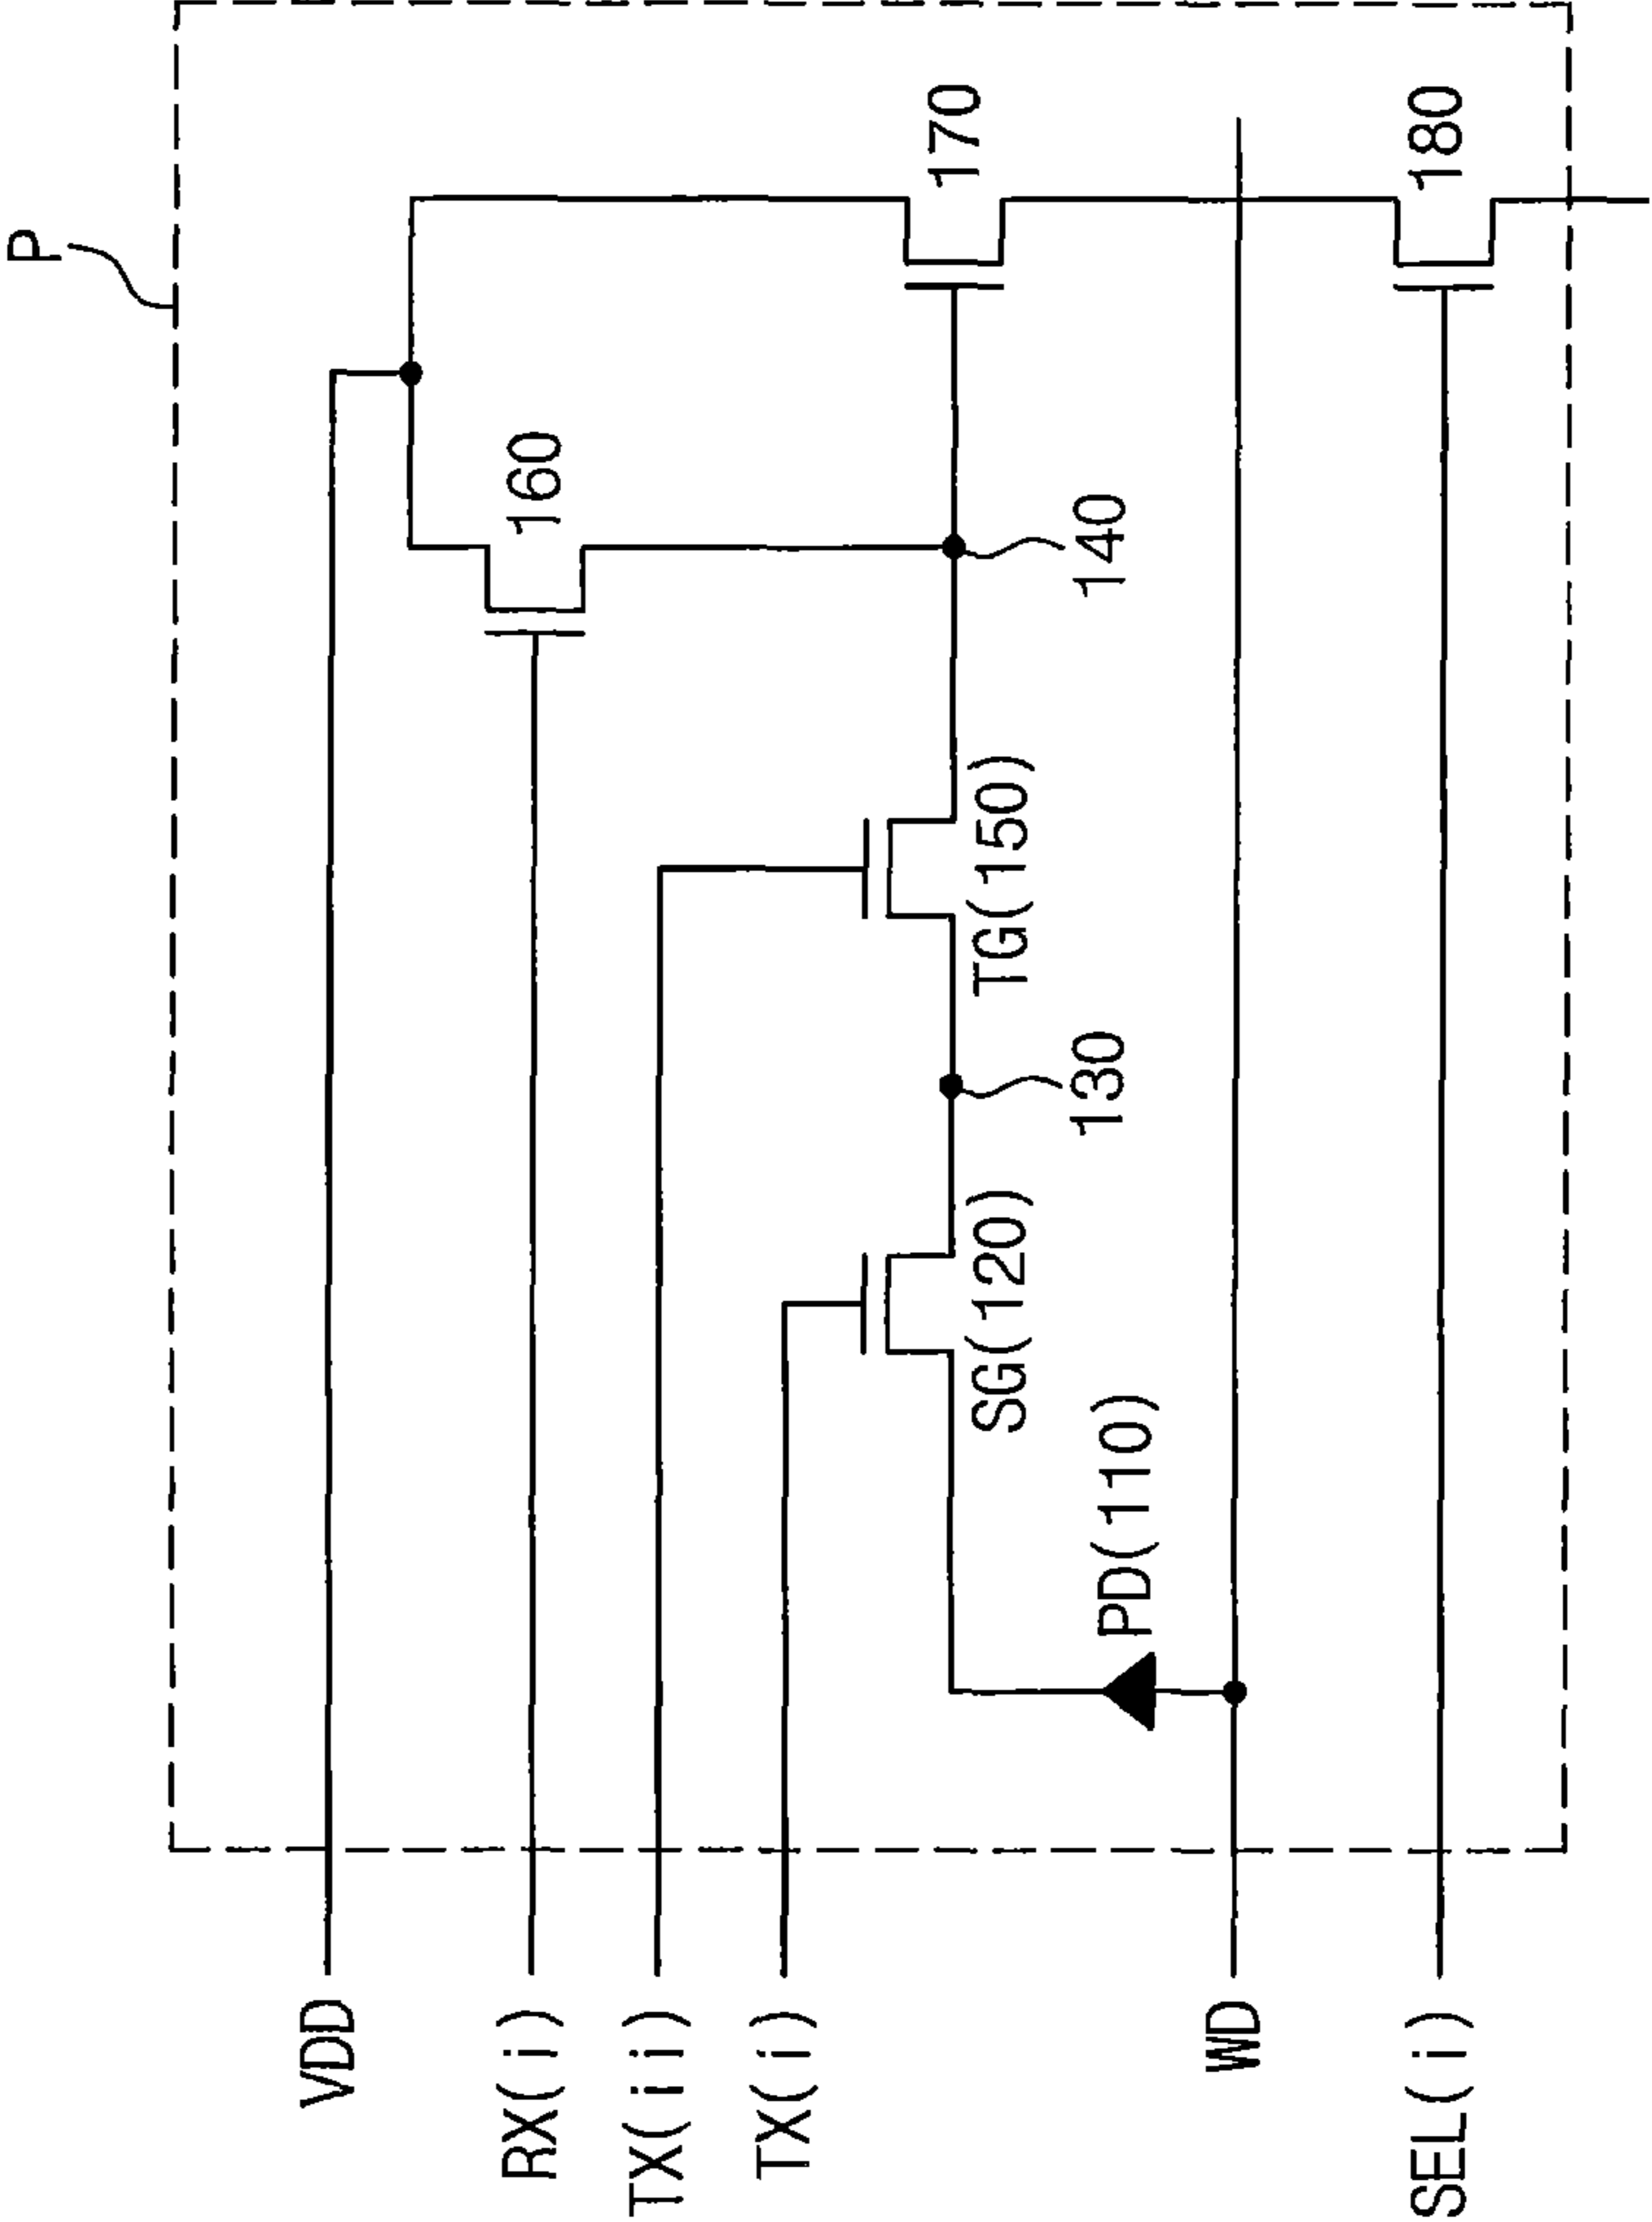 P
VDD
160
170
RX(i)
TX(ii)
TX(i)
SG(120)
TG(150)
130
140
PD(110)
WD
SEL(i)
180